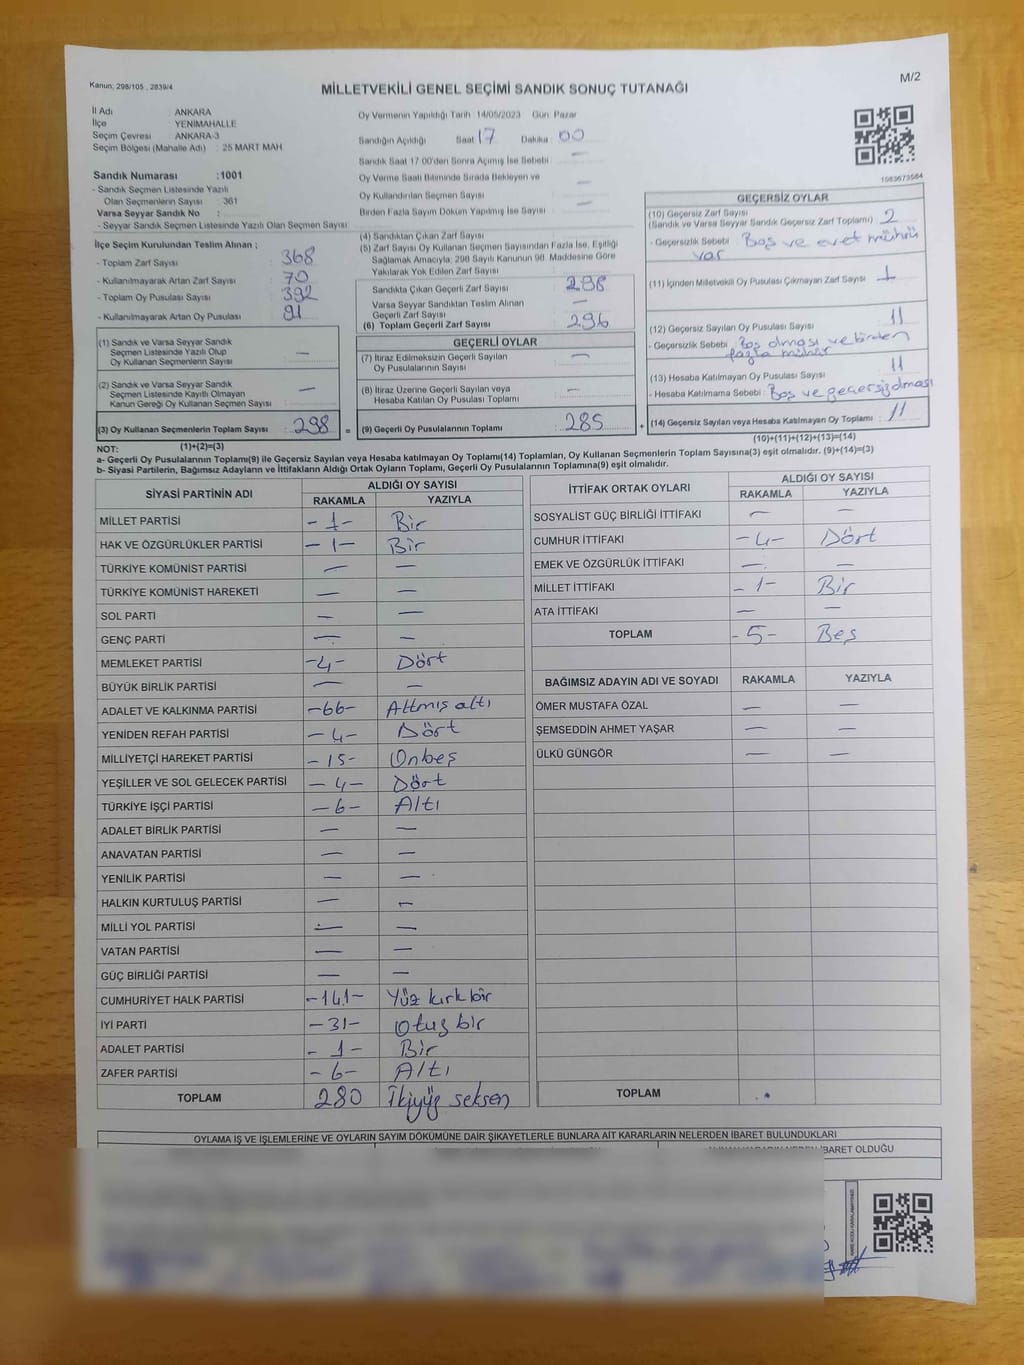 Kanun; 298/105 , 2839/4
MİLLETVEKİLİ GENEL SEÇİMİ SANDIK SONUÇ TUTANAĞI
M/2
İl Adı : ANKARA
İlçe : YENİMAHALLE
Seçim Çevresi : ANKARA-3
Seçim Bölgesi (Mahalle Adı) : 25 MART MAH
Sandık Numarası :1001
- Sandık Seçmen Listesinde Yazılı
Olan Seçmenlerin Sayısı : 361
Varsa Seyyar Sandık No :
- Seyyar Sandık Seçmen Listesinde Yazılı Olan Seçmen Sayısı:
İlçe Seçim Kurulundan Teslim Alınan ;
- Toplam Zarf Sayısı : 368
- Kullanılmayarak Artan Zarf Sayısı : 70
- Toplam Oy Pusulası Sayısı : 392
- Kullanılmayarak Artan Oy Pusulası : 91
(1) Sandık ve Varsa Seyyar Sandık
Seçmen Listesinde Yazılı Olup
Oy Kullanan Seçmenlerin Sayısı : —
(2) Sandık ve Varsa Seyyar Sandık
Seçmen Listesinde Kayıtlı Olmayan
Kanun Gereği Oy Kullanan Seçmen Sayısı : —
(3) Oy Kullanan Seçmenlerin Toplam Sayısı : 298
Oy Vermenin Yapıldığı Tarih 14/05/2023 Gün Pazar
Sandığın Açıldığı Saat 17 Dakika : 00
Sandık Saat 17 00'den Sonra Açılmış İse Sebebi : —
Oy Verme Saati Bitiminde Sırada Bekleyen ve
Oy Kullandırılan Seçmen Sayısı : —
Birden Fazla Sayım Döküm Yapılmış İse Sayısı : —
(4) Sandıktan Çıkan Zarf Sayısı :
(5) Zarf Sayısı Oy Kullanan Seçmen Sayısından Fazla İse, Eşitliği
Sağlamak Amacıyla, 298 Sayılı Kanunun 98. Maddesine Göre
Yakılarak Yok Edilen Zarf Sayısı :
Sandıkta Çıkan Geçerli Zarf Sayısı : 298
Varsa Seyyar Sandıktan Teslim Alınan
Geçerli Zarf Sayısı : —
(6) Toplam Geçerli Zarf Sayısı : 296
GEÇERLİ OYLAR
(7) İtiraz Edilmeksizin Geçerli Sayılan
Oy Pusulalarının Sayısı : —
(8) İtiraz Üzerine Geçerli Sayılan veya
Hesaba Katılan Oy Pusulası Toplamı : —
= (9) Geçerli Oy Pusulalarının Toplamı : 285 +
1083673584
GEÇERSİZ OYLAR
(10) Geçersiz Zarf Sayısı
(Sandık ve Varsa Seyyar Sandık Geçersiz Zarf Toplamı) : 2
- Geçersizlik Sebebi : Boş ve evet mührü
var
(11) İçinden Milletvekili Oy Pusulası Çıkmayan Zarf Sayısı : 1
(12) Geçersiz Sayılan Oy Pusulası Sayısı : 11
- Geçersizlik Sebebi : Boş olması ve birden
fazla mühür
(13) Hesaba Katılmayan Oy Pusulası Sayısı : 11
- Hesaba Katılmama Sebebi : Boş ve geçersiz olması
(14) Geçersiz Sayılan veya Hesaba Katılmayan Oy Toplamı : 11
NOT: (1)+(2)=(3)
(10)+(11)+(12)+(13)=(14)
a- Geçerli Oy Pusulalarının Toplamı(9) ile Geçersiz Sayılan veya Hesaba katılmayan Oy Toplamı(14) Toplamları, Oy Kullanan Seçmenlerin Toplam Sayısına(3) eşit olmalıdır. (9)+(14)=(3)
b- Siyasi Partilerin, Bağımsız Adayların ve İttifakların Aldığı Ortak Oyların Toplamı, Geçerli Oy Pusulalarının Toplamına(9) eşit olmalıdır.
SİYASİ PARTİNİN ADI ALDIĞI OY SAYISI
RAKAMLA YAZIYLA
MİLLET PARTİSİ -1- Bir
HAK VE ÖZGÜRLÜKLER PARTİSİ -1- Bir
TÜRKİYE KOMÜNİST PARTİSİ — —
TÜRKİYE KOMÜNİST HAREKETİ — —
SOL PARTİ — —
GENÇ PARTİ — —
MEMLEKET PARTİSİ -4- Dört
BÜYÜK BİRLİK PARTİSİ — —
ADALET VE KALKINMA PARTİSİ -66- Altmış altı
YENİDEN REFAH PARTİSİ -4- Dört
MİLLİYETÇİ HAREKET PARTİSİ -15- Onbeş
YEŞİLLER VE SOL GELECEK PARTİSİ -4- Dört
TÜRKİYE İŞÇİ PARTİSİ -6- Altı
ADALET BİRLİK PARTİSİ — —
ANAVATAN PARTİSİ — —
YENİLİK PARTİSİ — —
HALKIN KURTULUŞ PARTİSİ — —
MİLLİ YOL PARTİSİ — —
VATAN PARTİSİ — —
GÜÇ BİRLİĞİ PARTİSİ — —
CUMHURİYET HALK PARTİSİ -141- Yüz kırk bir
İYİ PARTİ -31- Otuz bir
ADALET PARTİSİ -1- Bir
ZAFER PARTİSİ -6- Altı
TOPLAM 280 İkiyüz seksen
İTTİFAK ORTAK OYLARI ALDIĞI OY SAYISI
RAKAMLA YAZIYLA
SOSYALİST GÜÇ BİRLİĞİ İTTİFAKI — —
CUMHUR İTTİFAKI -4- Dört
EMEK VE ÖZGÜRLÜK İTTİFAKI — —
MİLLET İTTİFAKI -1- Bir
ATA İTTİFAKI — —
TOPLAM -5- Beş
BAĞIMSIZ ADAYIN ADI VE SOYADI RAKAMLA YAZIYLA
ÖMER MUSTAFA ÖZAL — —
ŞEMSEDDİN AHMET YAŞAR — —
ÜLKÜ GÜNGÖR — —
TOPLAM
OYLAMA İŞ VE İŞLEMLERİNE VE OYLARIN SAYIM DÖKÜMÜNE DAİR ŞİKAYETLERLE BUNLARA AİT KARARLARIN NELERDEN İBARET BULUNDUKLARI
İBARET OLDUĞU